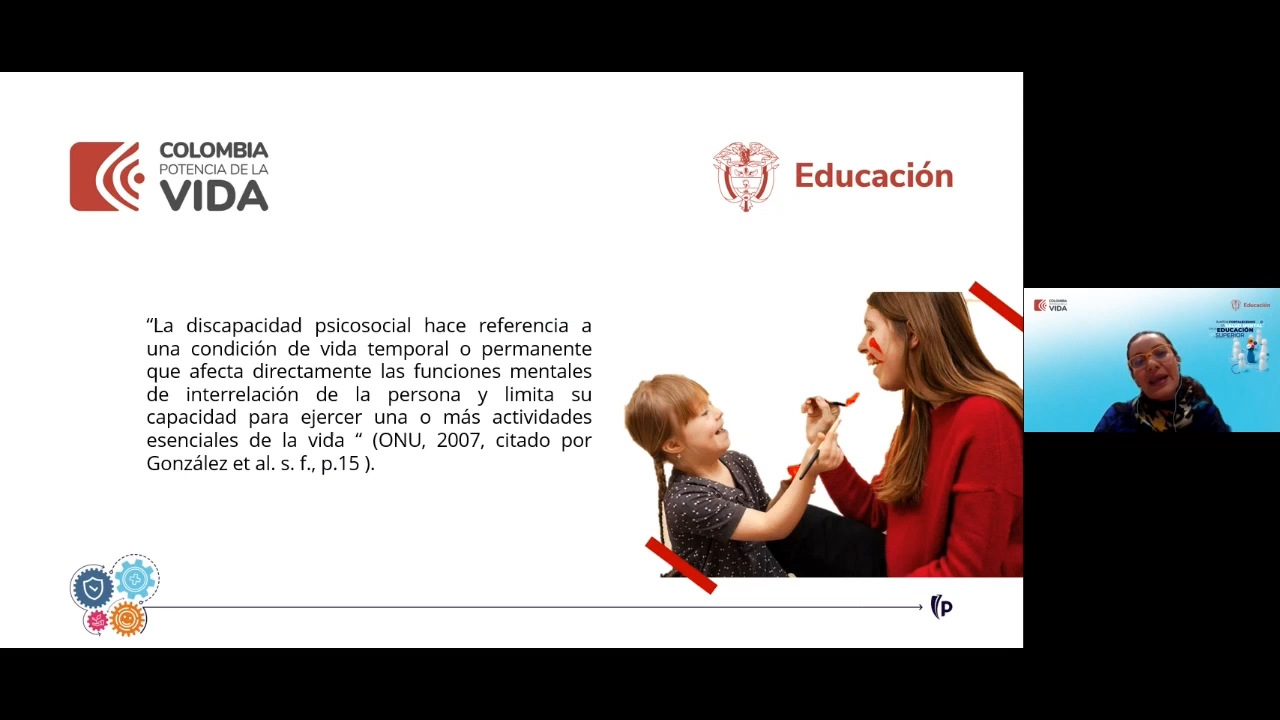 COLOMBIA
POTENCIA DE LA
VIDA
Educación
“La discapacidad psicosocial hace referencia a
una condición de vida temporal o permanente
que afecta directamente las funciones mentales
de interrelación de la persona y limita su
capacidad para ejercer una o más actividades
esenciales de la vida “ (ONU, 2007, citado por
González et al. s. f., p.15 ).
p
COLOMBIA
VIDA
Educación
EDUCACIÓN
SUPERIOR